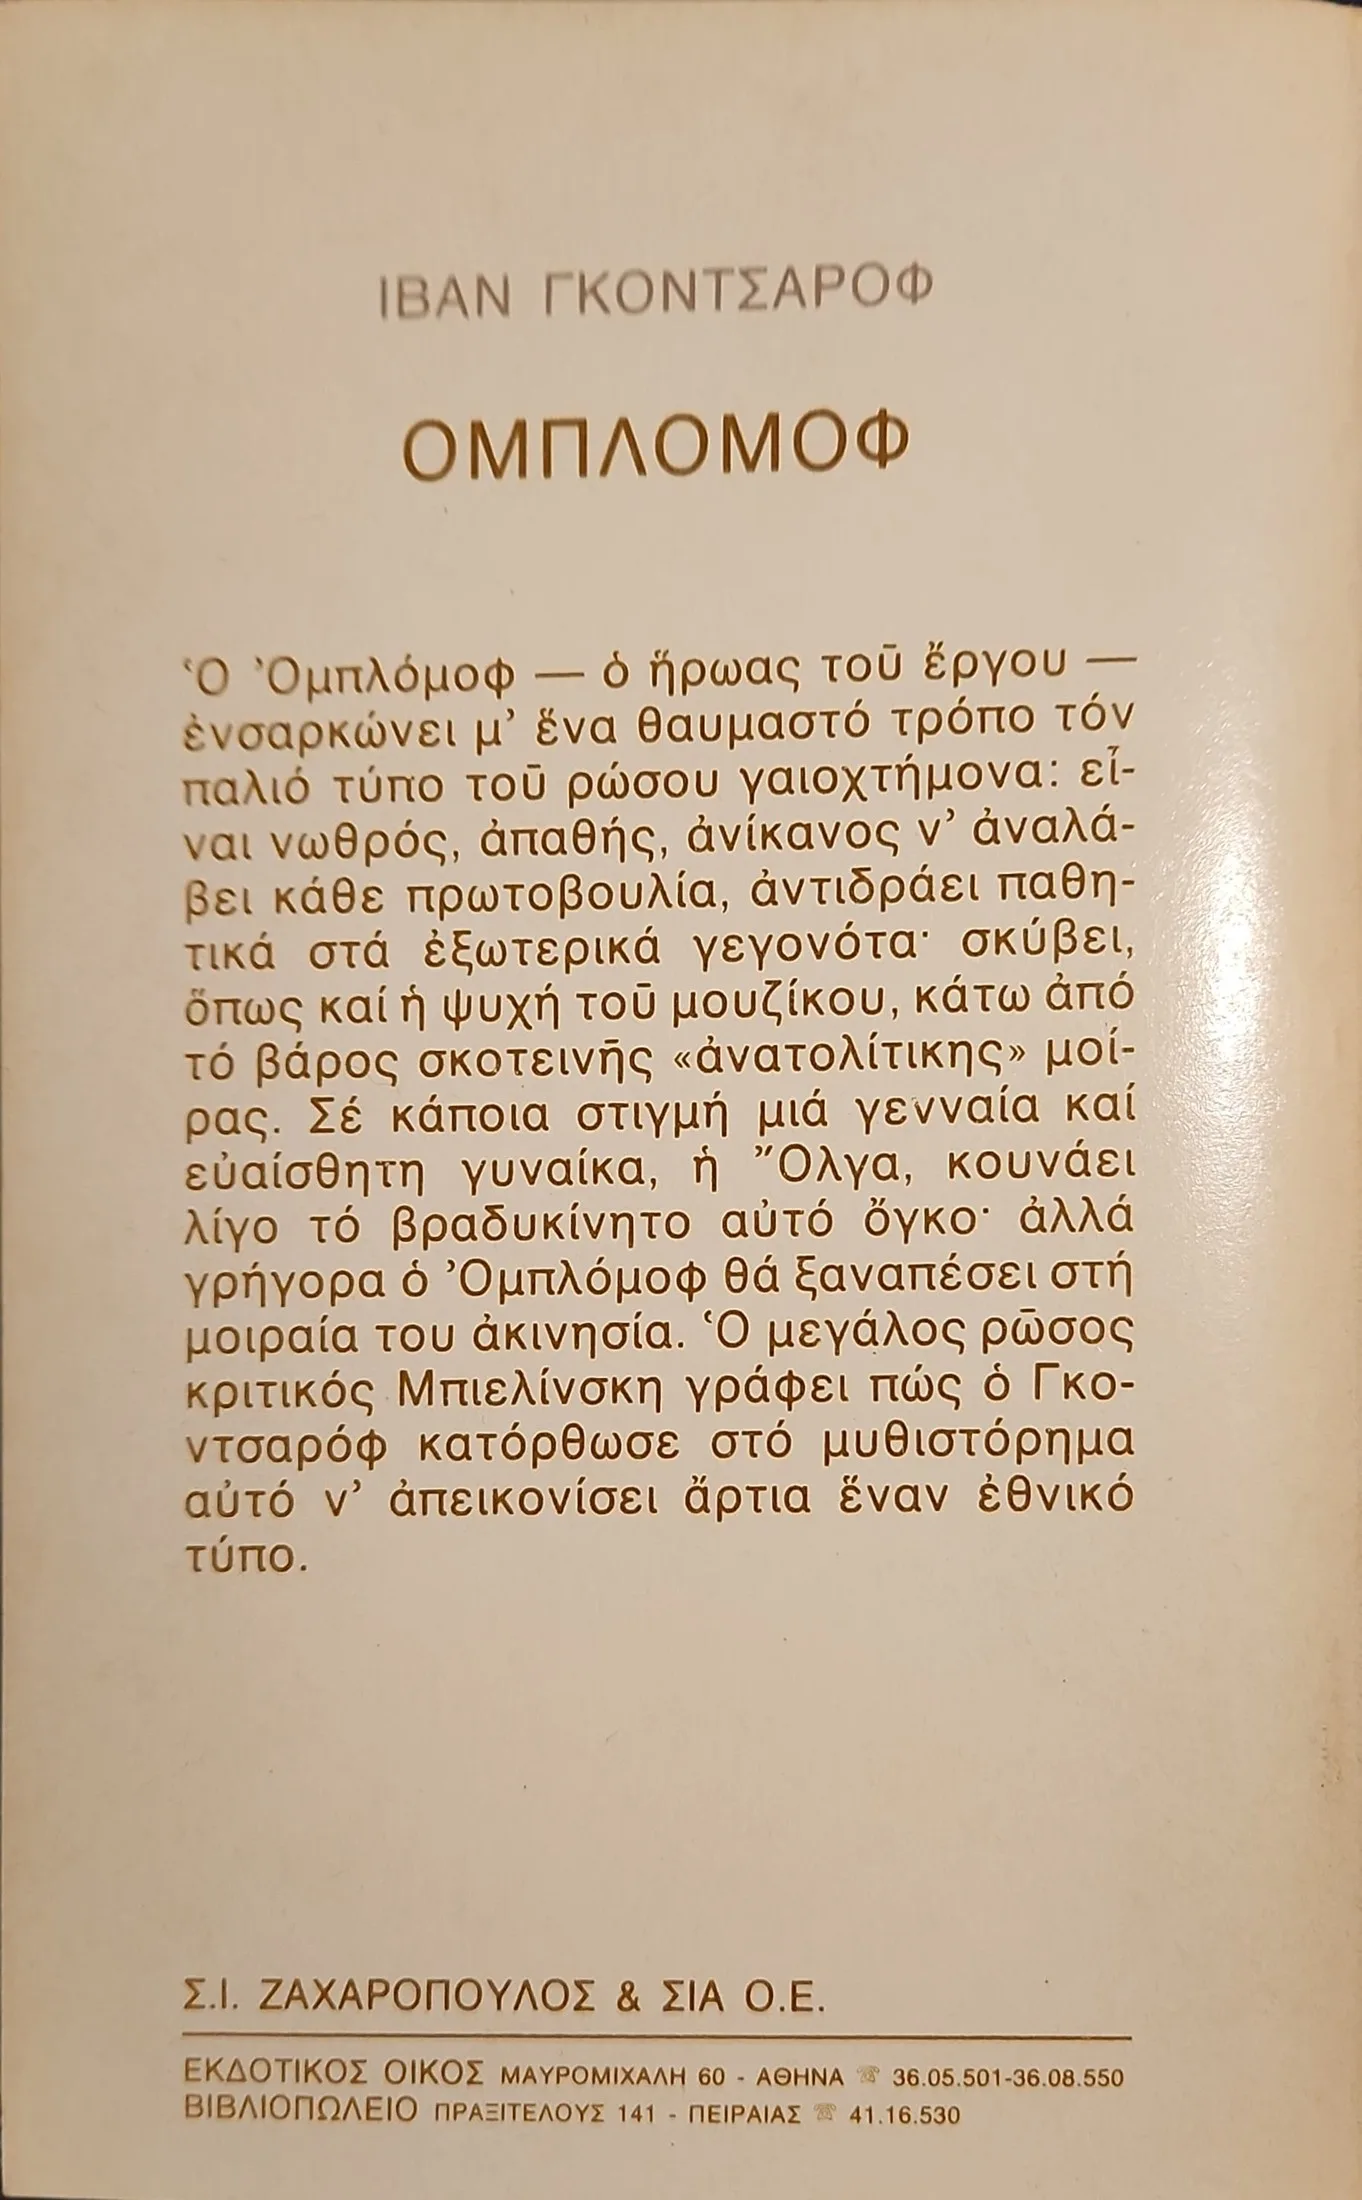 ΙΒΑΝ ΓΚΟΝΤΣΑΡΟΦ
ΟΜΠΛΟΜΟΦ
Ὁ Ὀμπλόμοφ — ὁ ἥρωας τοῦ ἔργου —
ἐνσαρκώνει μ’ ἕνα θαυμαστό τρόπο τόν
παλιό τύπο τοῦ ρώσου γαιοχτήμονα: εἶ-
ναι νωθρός, ἀπαθής, ἀνίκανος ν’ ἀναλά-
βει κάθε πρωτοβουλία, ἀντιδράει παθη-
τικά στά ἐξωτερικά γεγονότα· σκύβει,
ὅπως καί ἡ ψυχή τοῦ μουζίκου, κάτω ἀπό
τό βάρος σκοτεινῆς «ἀνατολίτικης» μοί-
ρας. Σέ κάποια στιγμή μιά γενναία καί
εὐαίσθητη γυναίκα, ἡ Ὄλγα, κουνάει
λίγο τό βραδυκίνητο αὐτό ὄγκο· ἀλλά
γρήγορα ὁ Ὀμπλόμοφ θά ξαναπέσει στή
μοιραία του ἀκινησία. Ὁ μεγάλος ρῶσος
κριτικός Μπιελίνσκη γράφει πώς ὁ Γκο-
ντσαρόφ κατόρθωσε στό μυθιστόρημα
αὐτό ν’ ἀπεικονίσει ἄρτια ἕναν ἐθνικό
τύπο.
Σ.Ι. ΖΑΧΑΡΟΠΟΥΛΟΣ & ΣΙΑ Ο.Ε.
ΕΚΔΟΤΙΚΟΣ ΟΙΚΟΣ ΜΑΥΡΟΜΙΧΑΛΗ 60 - ΑΘΗΝΑ ☏ 36.05.501-36.08.550
ΒΙΒΛΙΟΠΩΛΕΙΟ ΠΡΑΞΙΤΕΛΟΥΣ 141 - ΠΕΙΡΑΙΑΣ ☏ 41.16.530